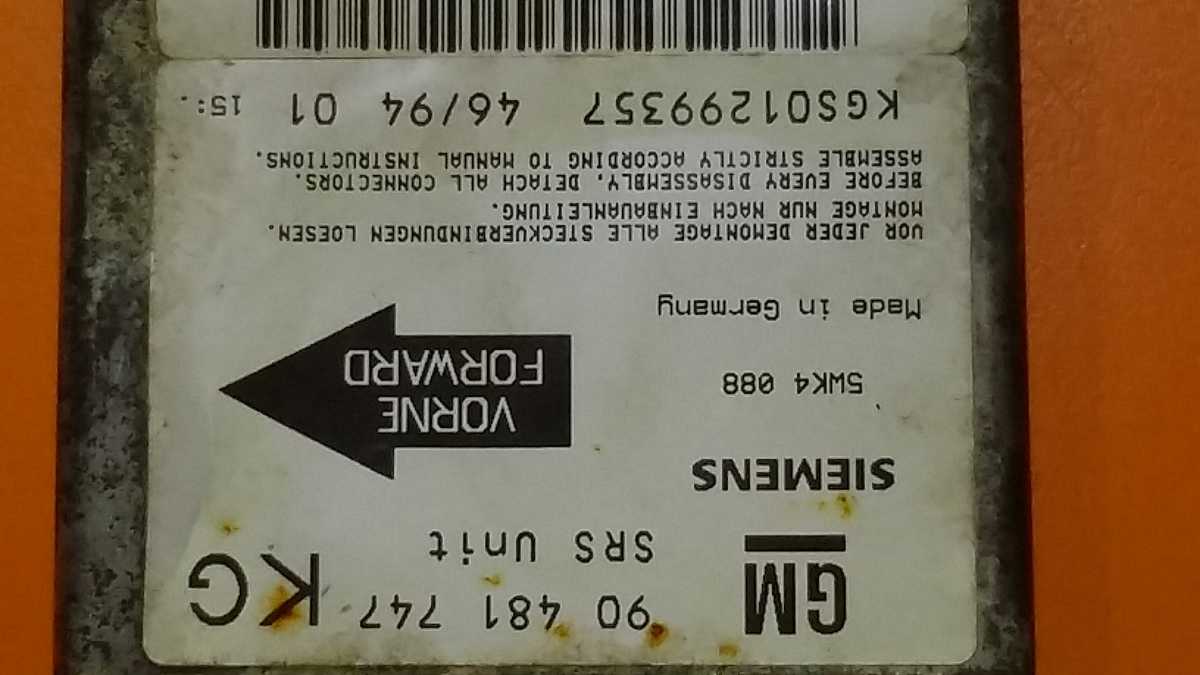 GM
90 481 747 KG
SRS Unit
SIEMENS
5WK4 088
VORNE
FORWARD
Made in Germany
VOR JEDER DEMONTAGE ALLE STECKVERBINDUNGEN LOESEN.
MONTAGE NUR NACH EINBAUANLEITUNG.
BEFORE EVERY DISASSEMBLY, DETACH ALL CONNECTORS.
ASSEMBLE STRICTLY ACCORDING TO MANUAL INSTRUCTIONS.
KGS01299357 46/94 01 15:.